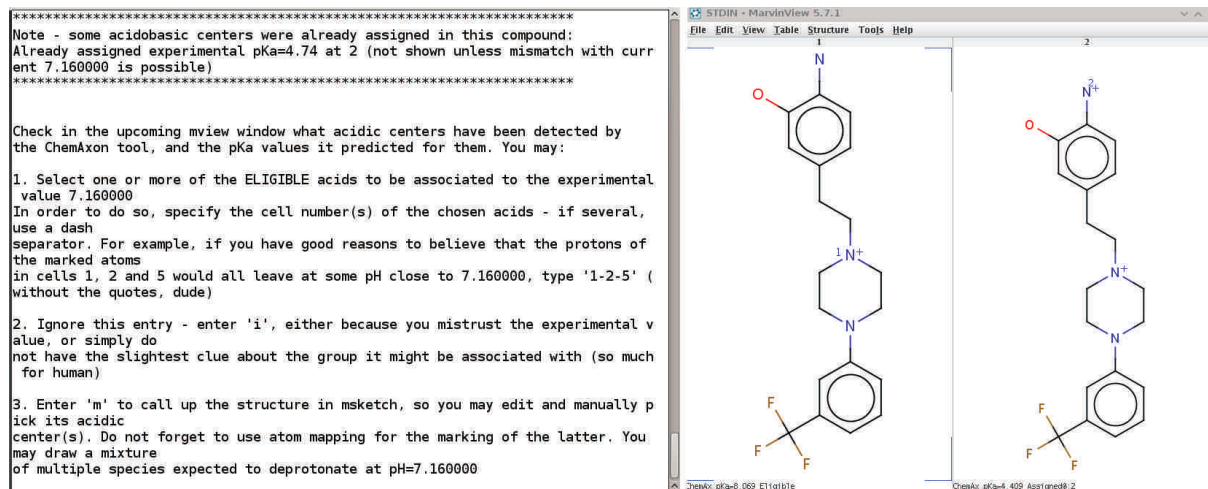 **********************************************************************
Note - some acidobasic centers were already assigned in this compound:
Already assigned experimental pKa=4.74 at 2 (not shown unless mismatch with curr
ent 7.160000 is possible)
**********************************************************************
Check in the upcoming mview window what acidic centers have been detected by
the ChemAxon tool, and the pKa values it predicted for them. You may:
1. Select one or more of the ELIGIBLE acids to be associated to the experimental
value 7.160000
In order to do so, specify the cell number(s) of the chosen acids - if several,
use a dash
separator. For example, if you have good reasons to believe that the protons of
the marked atoms
in cells 1, 2 and 5 would all leave at some pH close to 7.160000, type '1-2-5' (
without the quotes, dude)
2. Ignore this entry - enter 'i', either because you mistrust the experimental v
alue, or simply do
not have the slightest clue about the group it might be associated with (so much
for human)
3. Enter 'm' to call up the structure in msketch, so you may edit and manually p
ick its acidic
center(s). Do not forget to use atom mapping for the marking of the latter. You
may draw a mixture
of multiple species expected to deprotonate at pH=7.160000
STDIN - MarvinView 5.7.1
File Edit View Table Structure Tools Help
1
N
O
1 N+
N
F
F
F
ChemAx pKa=8.069 Eligible
2
N2+
O
N+
N
F
F
F
ChemAx pKa=4.409 Assigned@:2